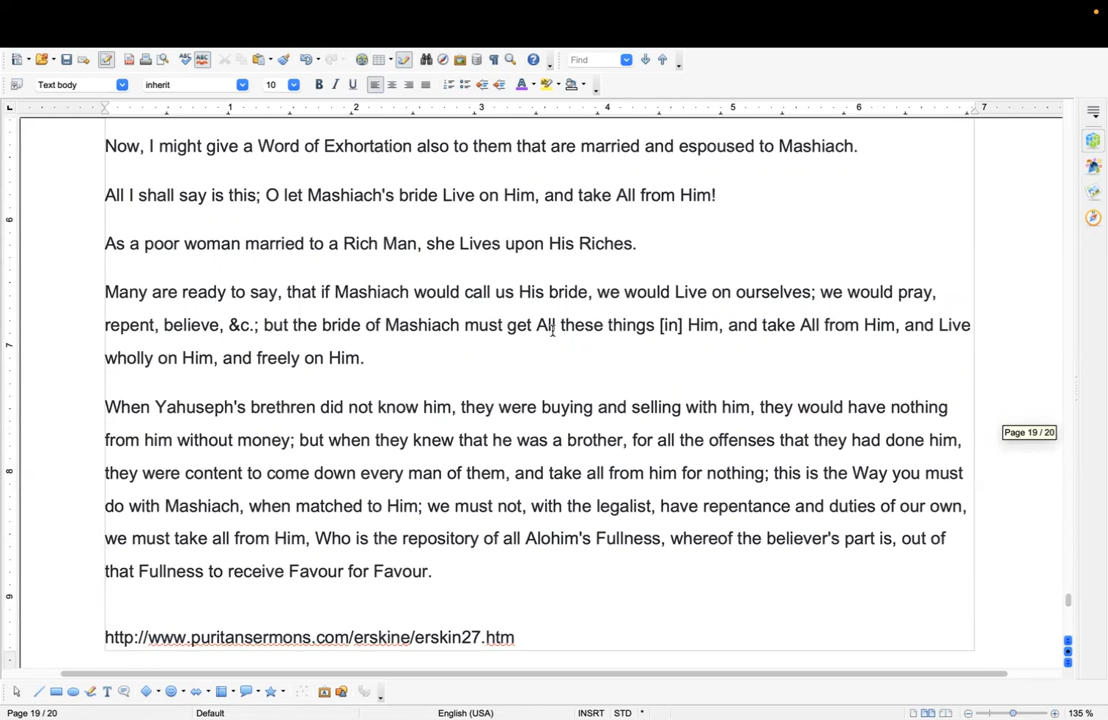 Find
Text body
inherit
10
1 2 3 4 5 6 7
Now, I might give a Word of Exhortation also to them that are married and espoused to Mashiach.
All I shall say is this; O let Mashiach's bride Live on Him, and take All from Him!
6
As a poor woman married to a Rich Man, she Lives upon His Riches.
Many are ready to say, that if Mashiach would call us His bride, we would Live on ourselves; we would pray,
repent, believe, &c.; but the bride of Mashiach must get All these things [in] Him, and take All from Him, and Live
7
wholly on Him, and freely on Him.
When Yahuseph's brethren did not know him, they were buying and selling with him, they would have nothing
Page 19 / 20
from him without money; but when they knew that he was a brother, for all the offenses that they had done him,
8
they were content to come down every man of them, and take all from him for nothing; this is the Way you must
do with Mashiach, when matched to Him; we must not, with the legalist, have repentance and duties of our own,
we must take all from Him, Who is the repository of all Alohim's Fullness, whereof the believer's part is, out of
that Fullness to receive Favour for Favour.
9
http://www.puritansermons.com/erskine/erskin27.htm
Page 19 / 20
Default
English (USA)
INSRT
STD
135 %